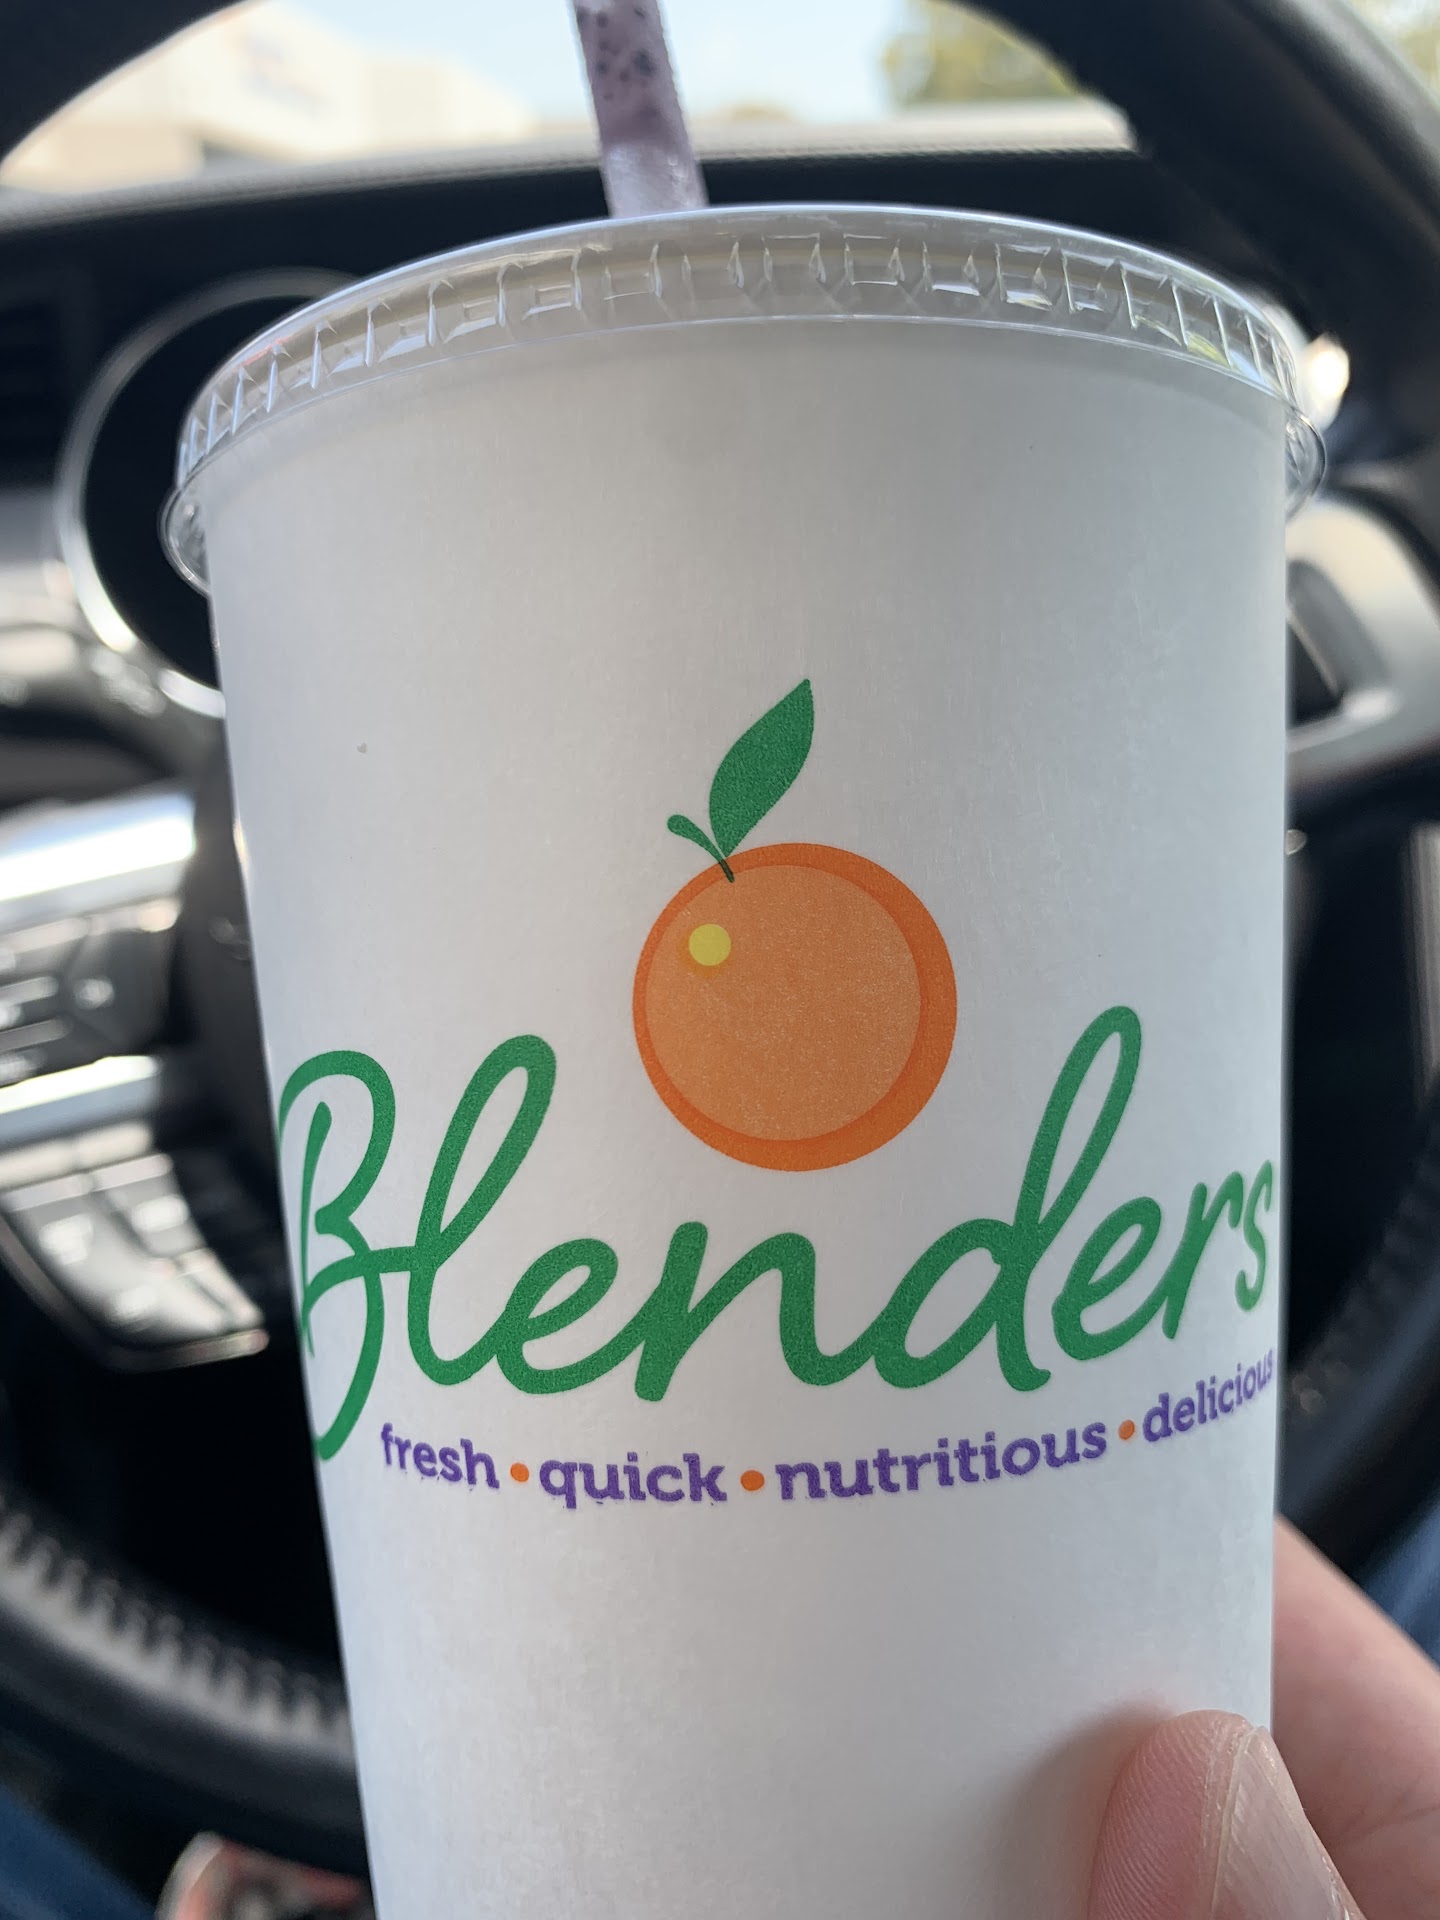 Blenders
fresh • quick • nutritious • delicious